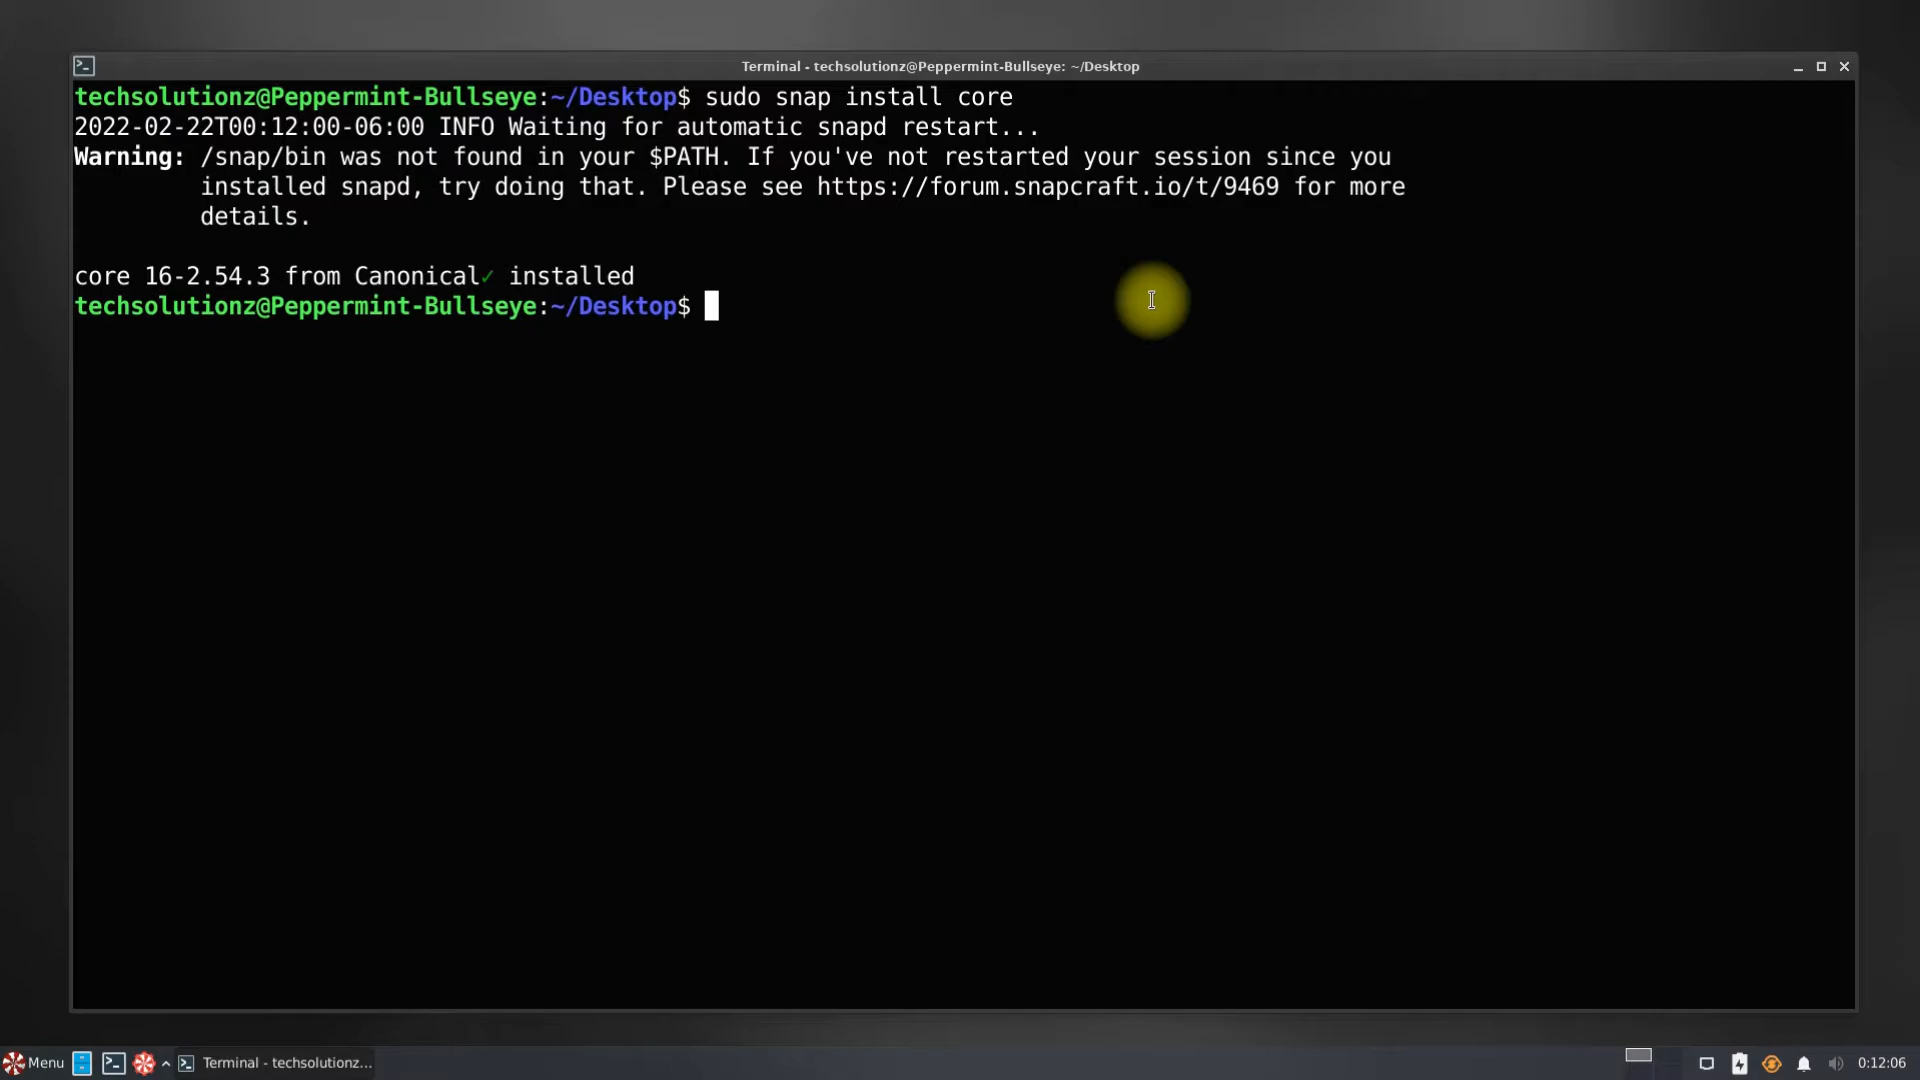 Terminal - techsolutionz@Peppermint-Bullseye: ~/Desktop
techsolutionz@Peppermint-Bullseye:~/Desktop$ sudo snap install core
2022-02-22T00:12:00-06:00 INFO Waiting for automatic snapd restart...
Warning: /snap/bin was not found in your $PATH. If you've not restarted your session since you
installed snapd, try doing that. Please see https://forum.snapcraft.io/t/9469 for more
details.
core 16-2.54.3 from Canonical✓ installed
techsolutionz@Peppermint-Bullseye:~/Desktop$
Menu
Terminal - techsolutionz...
0:12:06